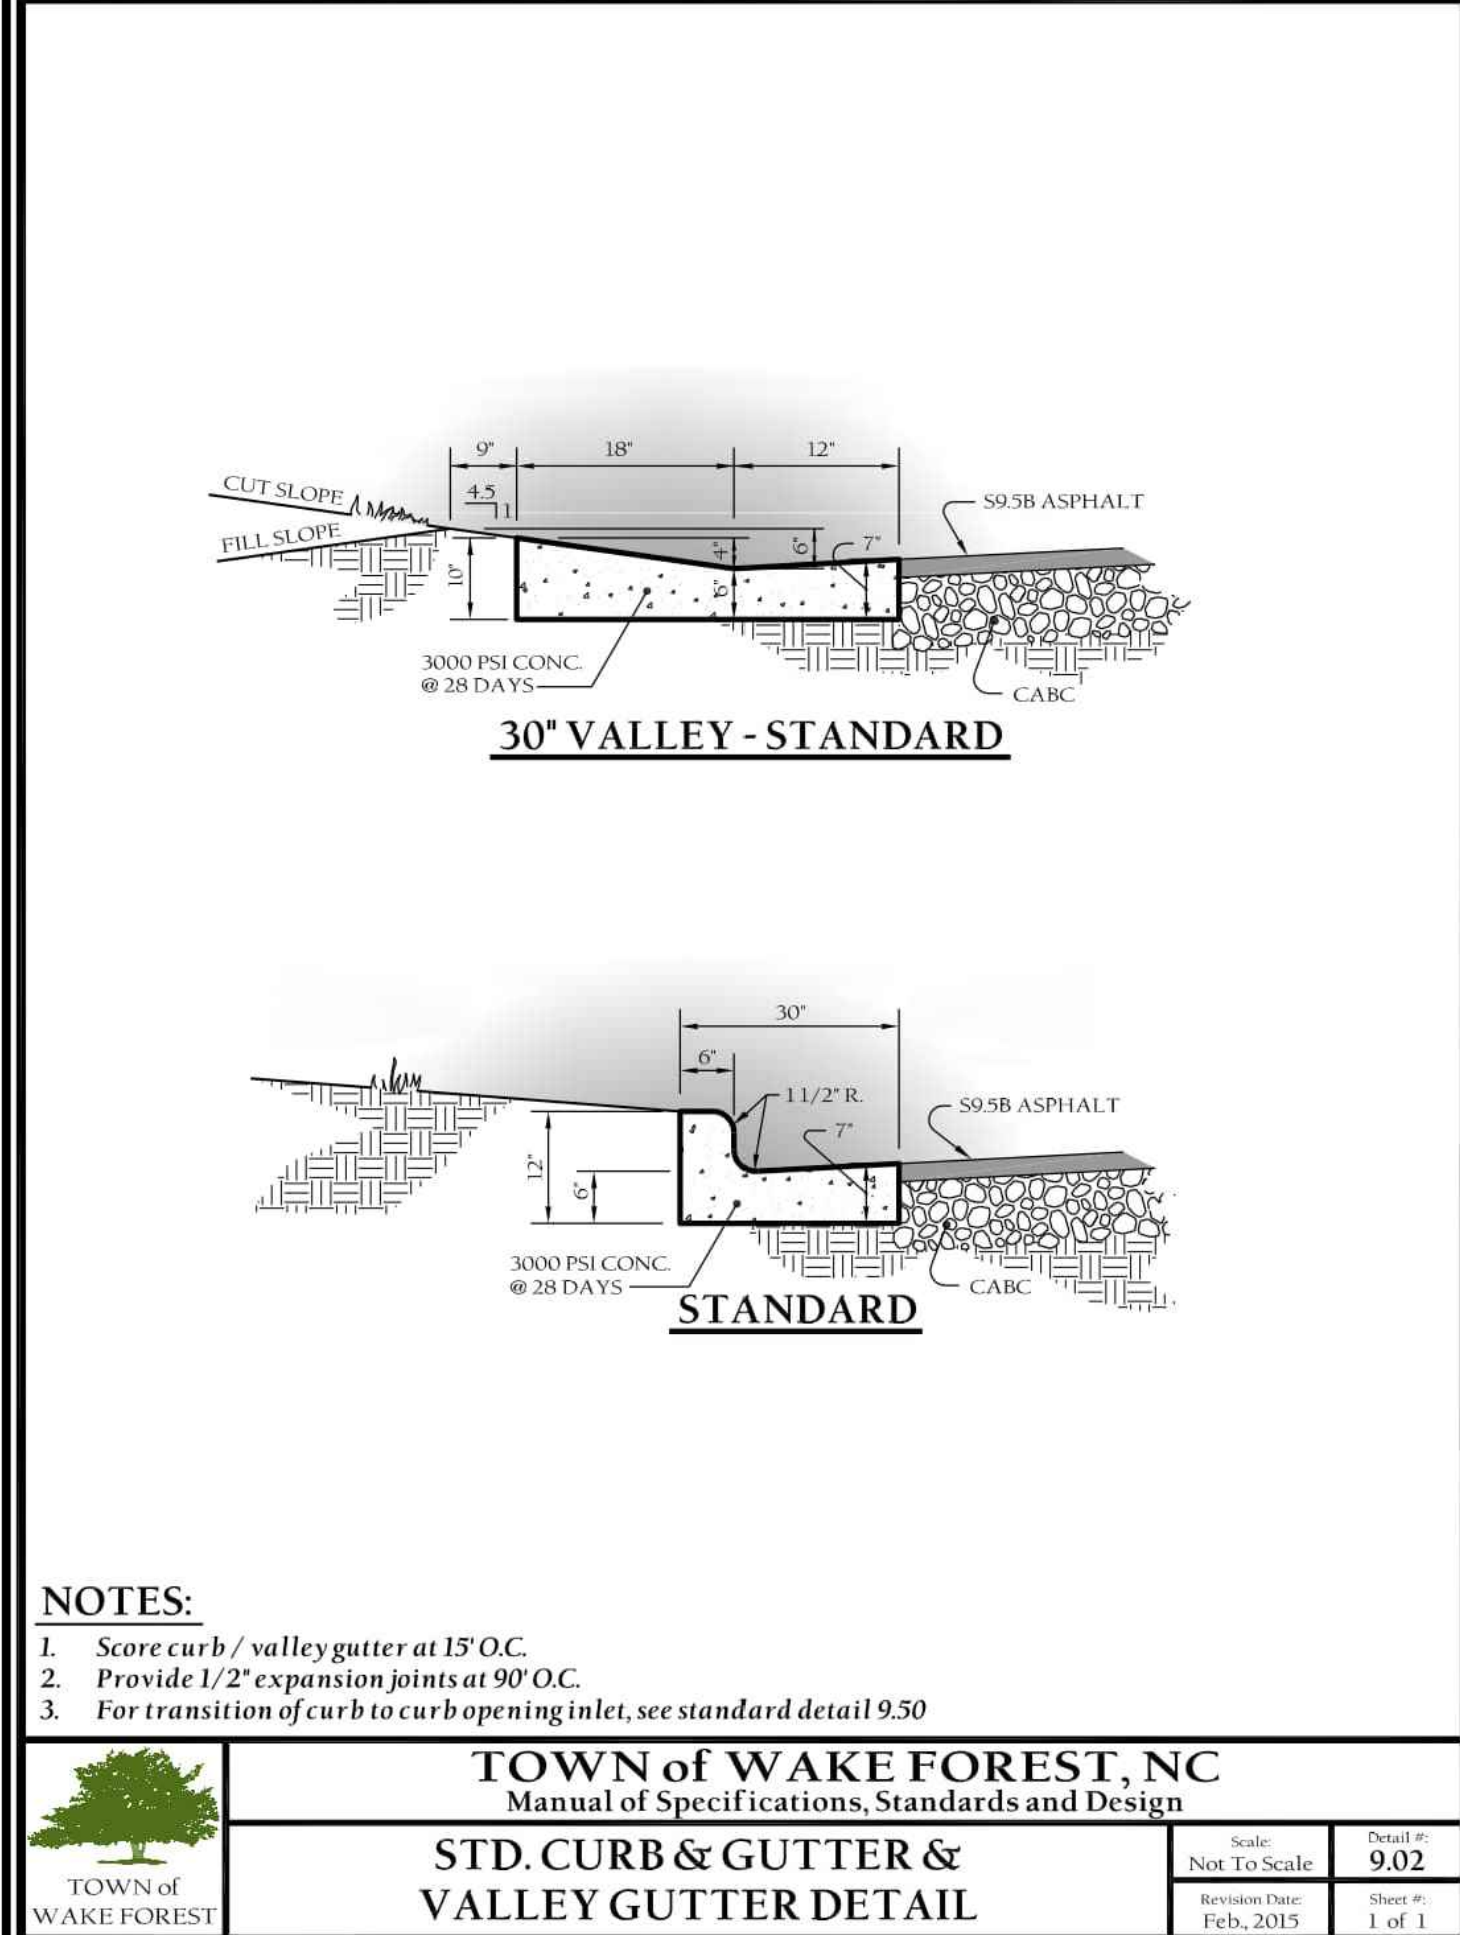 9" 18" 12"
4.5
1
CUT SLOPE
FILL SLOPE
S9.5B ASPHALT
10"
4"
6"
6"
7"
3000 PSI CONC.
@ 28 DAYS
CABC
30" VALLEY - STANDARD
30"
6"
1 1/2" R.
7"
S9.5B ASPHALT
12"
6"
3000 PSI CONC.
@ 28 DAYS
CABC
STANDARD
NOTES:
1. Score curb / valley gutter at 15' O.C.
2. Provide 1/2" expansion joints at 90' O.C.
3. For transition of curb to curb opening inlet, see standard detail 9.50
TOWN of
WAKE FOREST
TOWN of WAKE FOREST, NC
Manual of Specifications, Standards and Design
STD. CURB & GUTTER &
VALLEY GUTTER DETAIL
Scale:
Not To Scale
Detail #:
9.02
Revision Date:
Feb., 2015
Sheet #:
1 of 1